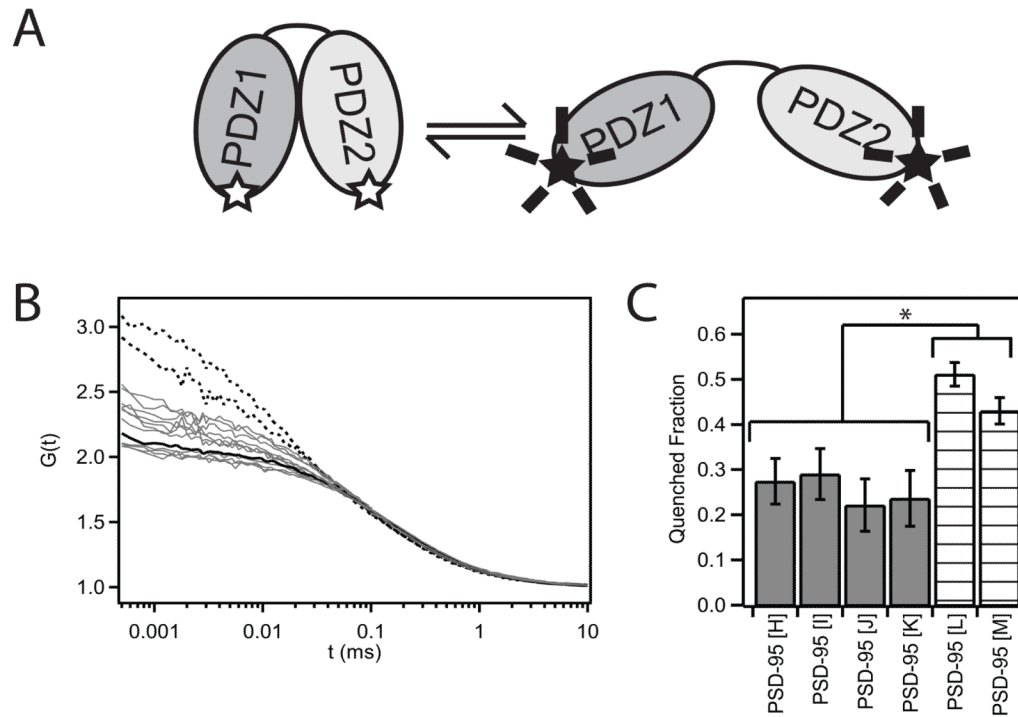 A
PDZ1
PDZ2
PDZ1
PDZ2
B
G(t)
3.0
2.5
2.0
1.5
1.0
0.001
0.01
0.1
1
10
t (ms)
C
Quenched Fraction
0.6
0.5
0.4
0.3
0.2
0.1
0.0
*
PSD-95 [H]
PSD-95 [I]
PSD-95 [J]
PSD-95 [K]
PSD-95 [L]
PSD-95 [M]